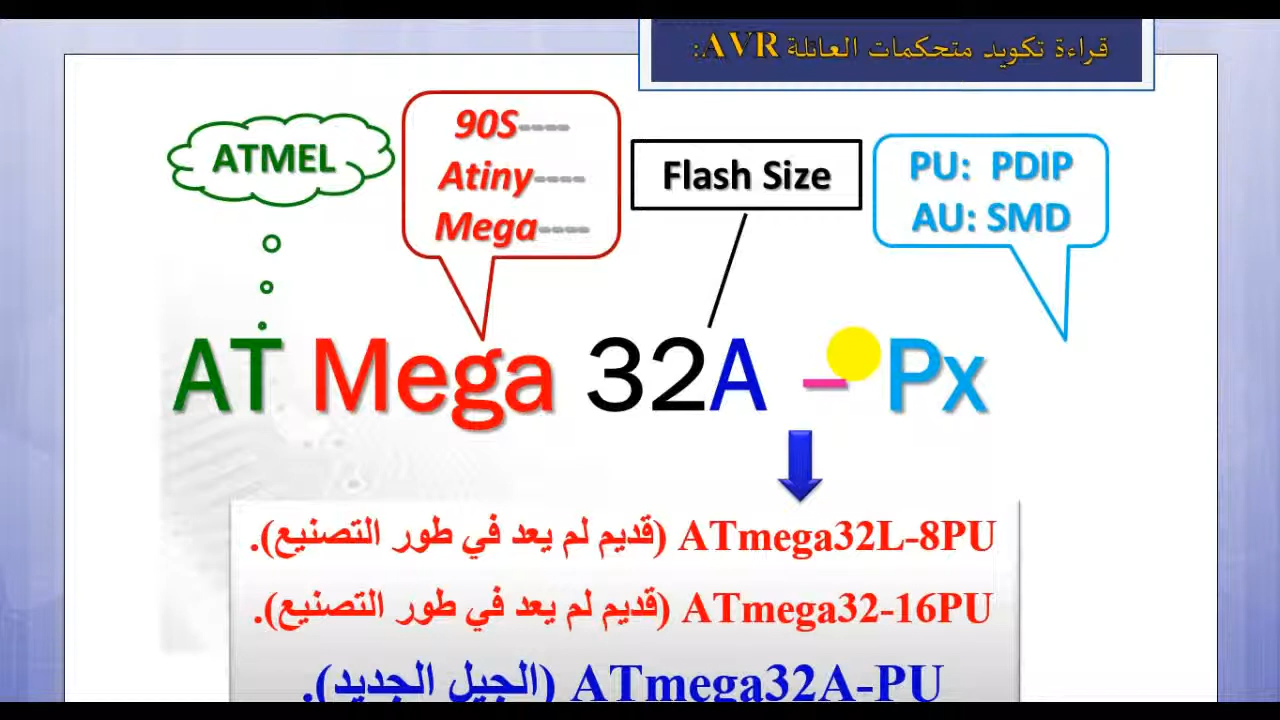 قراءة تكويد متحكمات العائلة AVR:
ATMEL
90S----
Atiny----
Mega----
Flash Size
PU: PDIP
AU: SMD
AT Mega 32A – Px
ATmega32L-8PU (قديم لم يعد في طور التصنيع).
ATmega32-16PU (قديم لم يعد في طور التصنيع).
ATmega32A-PU (الجيل الجديد).